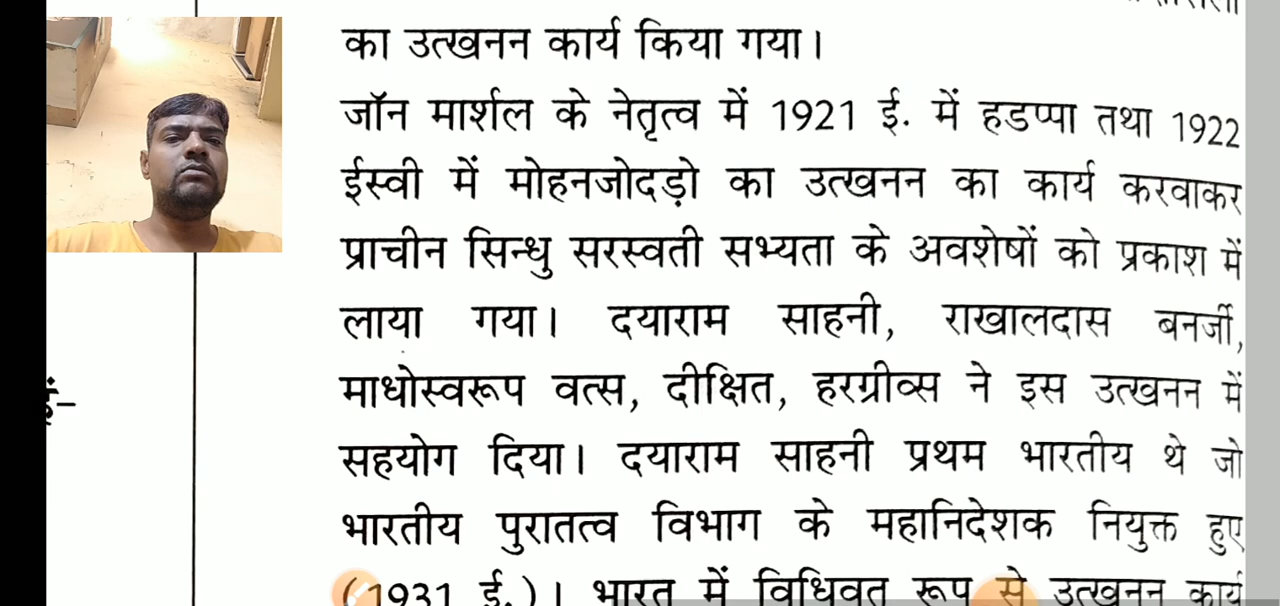 का उत्खनन कार्य किया गया।
जॉन मार्शल के नेतृत्व में 1921 ई. में हडप्पा तथा 1922
ईस्वी में मोहनजोदड़ो का उत्खनन का कार्य करवाकर
प्राचीन सिन्धु सरस्वती सभ्यता के अवशेषों को प्रकाश में
लाया गया। दयाराम साहनी, राखालदास बनर्जी,
माधोस्वरूप वत्स, दीक्षित, हरग्रीव्स ने इस उत्खनन में
सहयोग दिया। दयाराम साहनी प्रथम भारतीय थे जो
भारतीय पुरातत्व विभाग के महानिदेशक नियुक्त हुए
(1931 ई.)। भारत में विधिवत रूप से उत्खनन कार्य